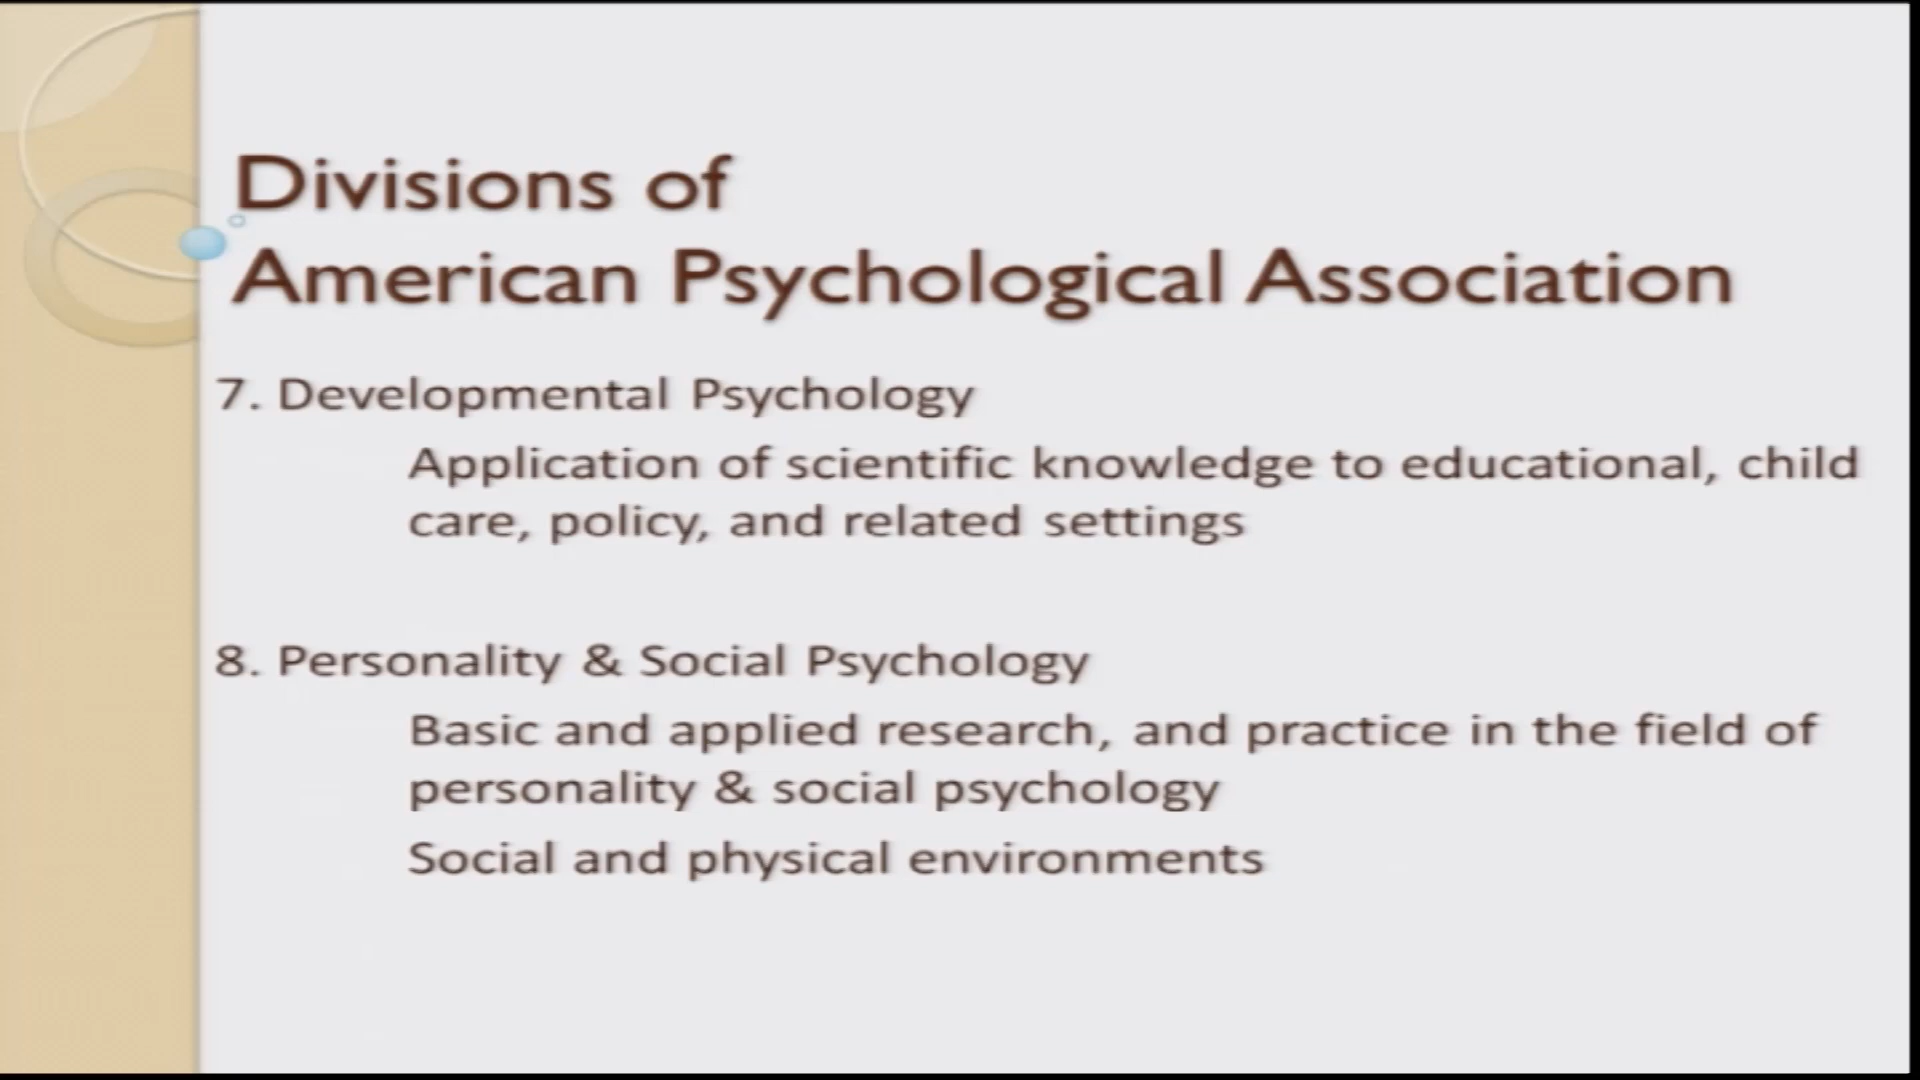 Divisions of
American Psychological Association
7. Developmental Psychology
Application of scientific knowledge to educational, child
care, policy, and related settings
8. Personality & Social Psychology
Basic and applied research, and practice in the field of
personality & social psychology
Social and physical environments